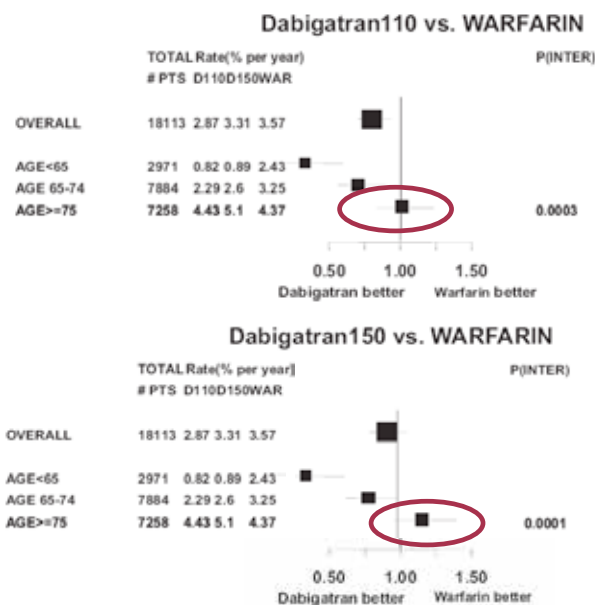 Dabigatran110 vs. WARFARIN
TOTAL Rate(% per year) P(INTER)
# PTS D110D150WAR
OVERALL 18113 2.87 3.31 3.57
AGE<65 2971 0.82 0.89 2.43
AGE 65-74 7884 2.29 2.6 3.25
AGE>=75 7258 4.43 5.1 4.37 0.0003
0.50 1.00 1.50
Dabigatran better Warfarin better
Dabigatran150 vs. WARFARIN
TOTAL Rate(% per year) P(INTER)
# PTS D110D150WAR
OVERALL 18113 2.87 3.31 3.57
AGE<65 2971 0.82 0.89 2.43
AGE 65-74 7884 2.29 2.6 3.25
AGE>=75 7258 4.43 5.1 4.37 0.0001
0.50 1.00 1.50
Dabigatran better Warfarin better